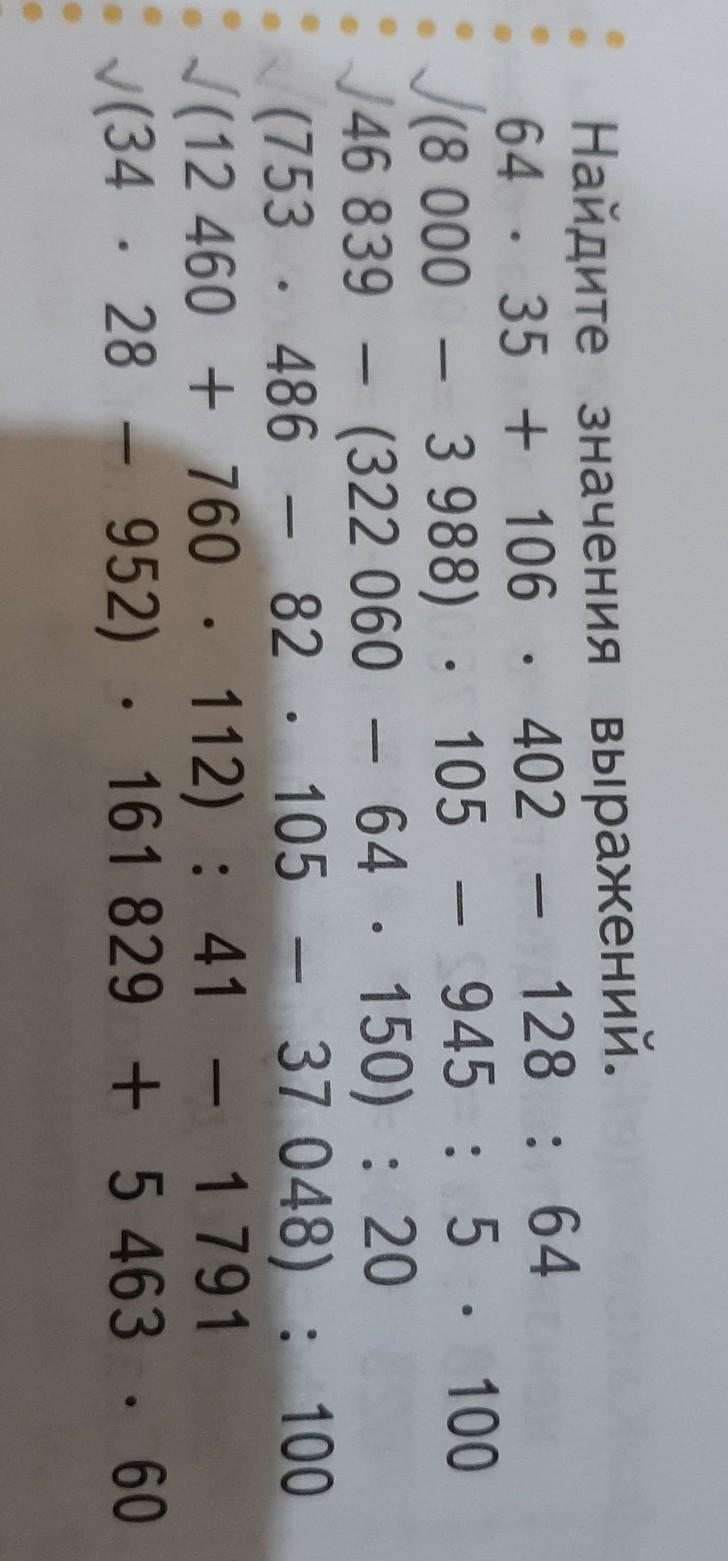 Найдите значения выражений.
64 · 35 + 106 · 402 – 128 : 64
√(8 000 – 3 988) · 105 – 945 : 5 · 100
√46 839 – (322 060 – 64 · 150) : 20
√(753 · 486 – 82 · 105 – 37 048) : 100
√(12 460 + 760 · 112) : 41 – 1 791
√(34 · 28 – 952) · 161 829 + 5 463 · 60